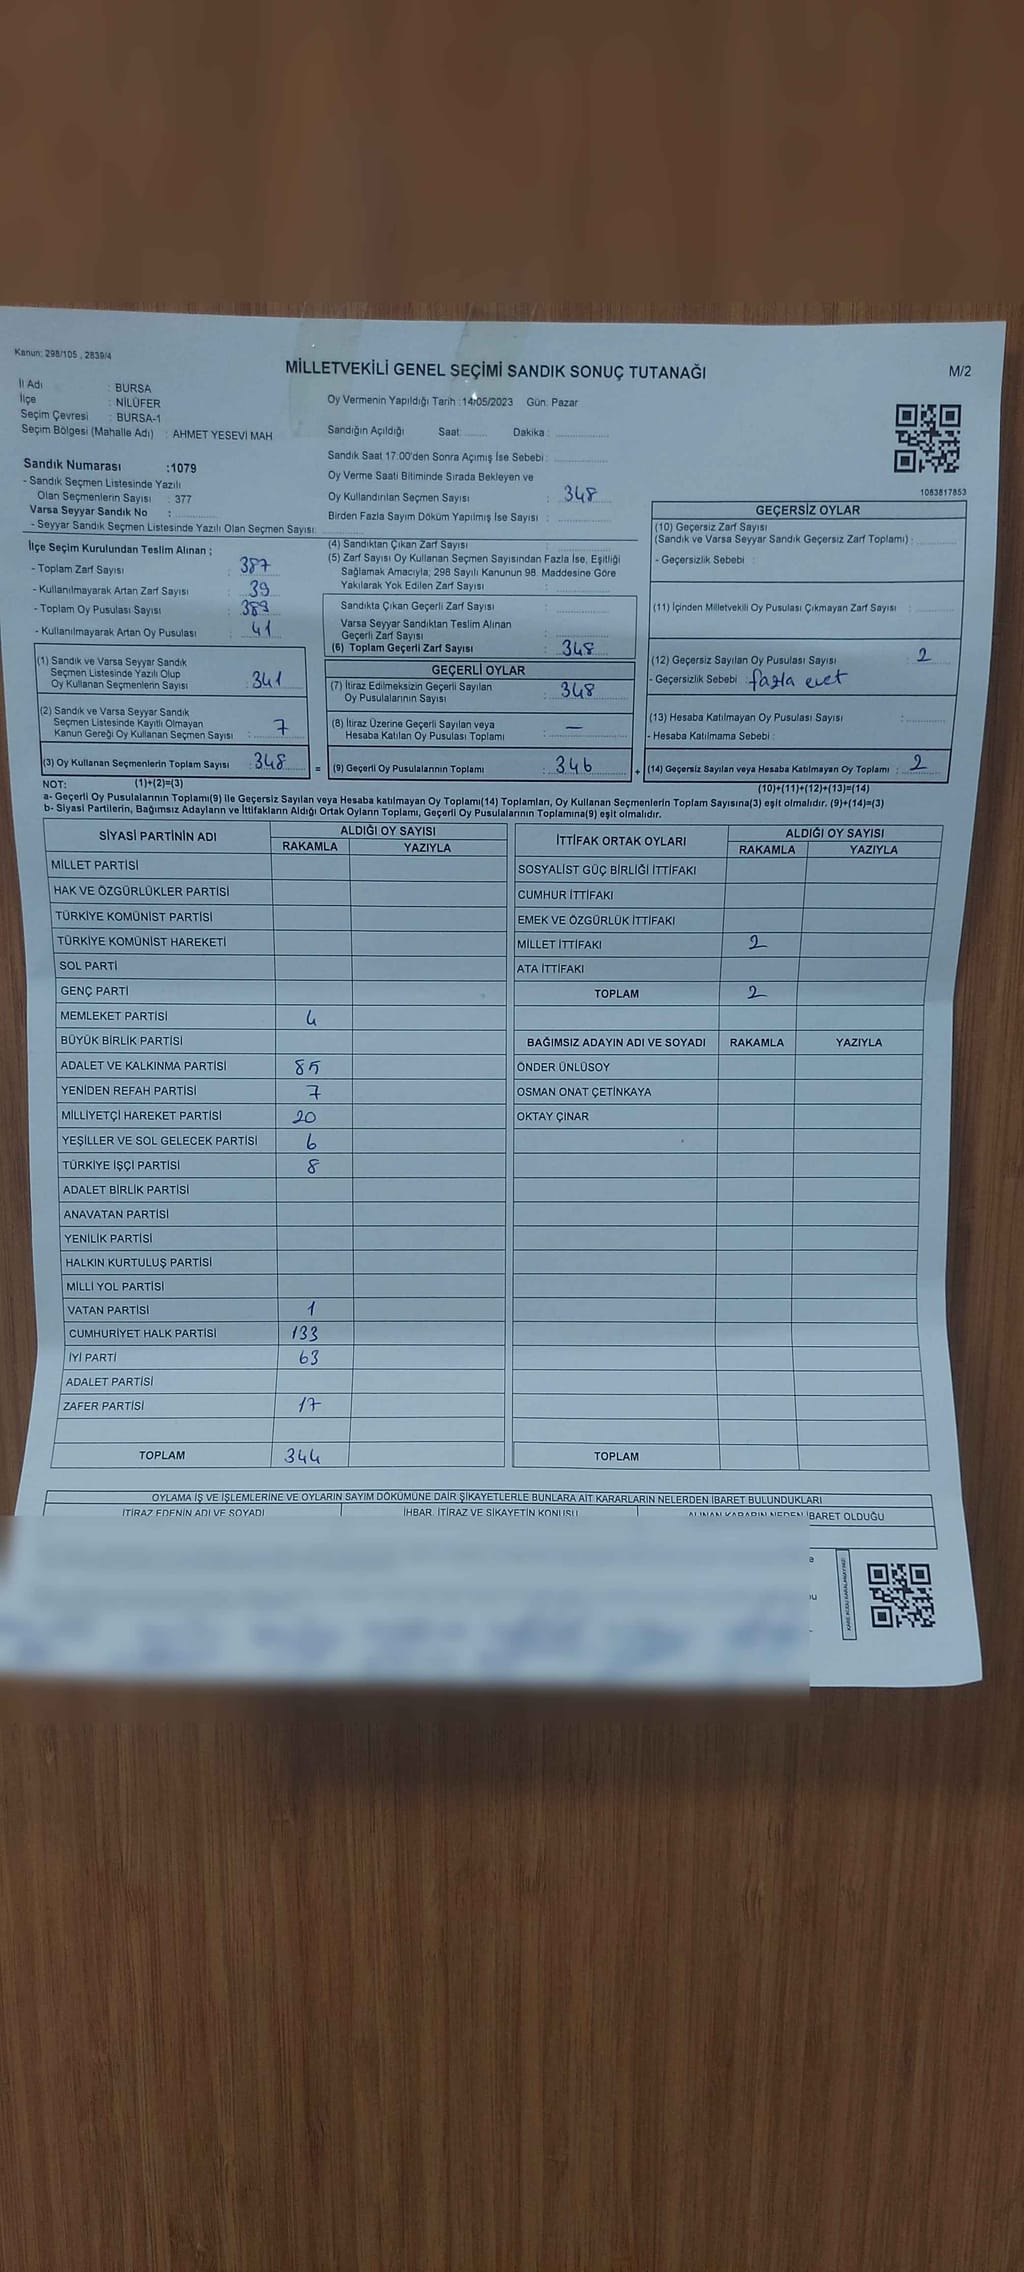 Kanun: 298/105 , 2839/4
MİLLETVEKİLİ GENEL SEÇİMİ SANDIK SONUÇ TUTANAĞI
M/2
İl Adı : BURSA
İlçe : NİLÜFER
Seçim Çevresi : BURSA-1
Seçim Bölgesi (Mahalle Adı) : AHMET YESEVİ MAH
Sandık Numarası :1079
- Sandık Seçmen Listesinde Yazılı
Olan Seçmenlerin Sayısı : 377
Varsa Seyyar Sandık No :
- Seyyar Sandık Seçmen Listesinde Yazılı Olan Seçmen Sayısı:
Oy Vermenin Yapıldığı Tarih :14/05/2023 Gün: Pazar
Sandığın Açıldığı Saat: Dakika :
Sandık Saat 17:00'den Sonra Açımış İse Sebebi :
Oy Verme Saati Bitiminde Sırada Bekleyen ve
Oy Kullandırılan Seçmen Sayısı : 348
Birden Fazla Sayım Döküm Yapılmış İse Sayısı :
1083817853
İlçe Seçim Kurulundan Teslim Alınan ;
- Toplam Zarf Sayısı : 387
- Kullanılmayarak Artan Zarf Sayısı : 39
- Toplam Oy Pusulası Sayısı : 389
- Kullanılmayarak Artan Oy Pusulası : 41
(4) Sandıktan Çıkan Zarf Sayısı :
(5) Zarf Sayısı Oy Kullanan Seçmen Sayısından Fazla İse, Eşitliği
Sağlamak Amacıyla; 298 Sayılı Kanunun 98. Maddesine Göre
Yakılarak Yok Edilen Zarf Sayısı :
Sandıkta Çıkan Geçerli Zarf Sayısı :
Varsa Seyyar Sandıktan Teslim Alınan
Geçerli Zarf Sayısı :
(6) Toplam Geçerli Zarf Sayısı : 348
GEÇERSİZ OYLAR
(10) Geçersiz Zarf Sayısı
(Sandık ve Varsa Seyyar Sandık Geçersiz Zarf Toplamı) :
- Geçersizlik Sebebi :
(11) İçinden Milletvekili Oy Pusulası Çıkmayan Zarf Sayısı :
(12) Geçersiz Sayılan Oy Pusulası Sayısı : 2
- Geçersizlik Sebebi : fazla evet
(13) Hesaba Katılmayan Oy Pusulası Sayısı :
- Hesaba Katılmama Sebebi :
(14) Geçersiz Sayılan veya Hesaba Katılmayan Oy Toplamı : 2
(1) Sandık ve Varsa Seyyar Sandık
Seçmen Listesinde Yazılı Olup
Oy Kullanan Seçmenlerin Sayısı : 341
(2) Sandık ve Varsa Seyyar Sandık
Seçmen Listesinde Kayıtlı Olmayan
Kanun Gereği Oy Kullanan Seçmen Sayısı : 7
(3) Oy Kullanan Seçmenlerin Toplam Sayısı : 348 =
GEÇERLİ OYLAR
(7) İtiraz Edilmeksizin Geçerli Sayılan
Oy Pusulalarının Sayısı : 348
(8) İtiraz Üzerine Geçerli Sayılan veya
Hesaba Katılan Oy Pusulası Toplamı : —
(9) Geçerli Oy Pusulalarının Toplamı : 346 +
NOT: (1)+(2)=(3) (10)+(11)+(12)+(13)=(14)
a- Geçerli Oy Pusulalarının Toplamı(9) ile Geçersiz Sayılan veya Hesaba katılmayan Oy Toplamı(14) Toplamları, Oy Kullanan Seçmenlerin Toplam Sayısına(3) eşit olmalıdır. (9)+(14)=(3)
b- Siyasi Partilerin, Bağımsız Adayların ve İttifakların Aldığı Ortak Oyların Toplamı, Geçerli Oy Pusulalarının Toplamına(9) eşit olmalıdır.
SİYASİ PARTİNİN ADI ALDIĞI OY SAYISI
RAKAMLA YAZIYLA
MİLLET PARTİSİ
HAK VE ÖZGÜRLÜKLER PARTİSİ
TÜRKİYE KOMÜNİST PARTİSİ
TÜRKİYE KOMÜNİST HAREKETİ
SOL PARTİ
GENÇ PARTİ
MEMLEKET PARTİSİ 4
BÜYÜK BİRLİK PARTİSİ
ADALET VE KALKINMA PARTİSİ 85
YENİDEN REFAH PARTİSİ 7
MİLLİYETÇİ HAREKET PARTİSİ 20
YEŞİLLER VE SOL GELECEK PARTİSİ 6
TÜRKİYE İŞÇİ PARTİSİ 8
ADALET BİRLİK PARTİSİ
ANAVATAN PARTİSİ
YENİLİK PARTİSİ
HALKIN KURTULUŞ PARTİSİ
MİLLİ YOL PARTİSİ
VATAN PARTİSİ 1
CUMHURİYET HALK PARTİSİ 133
İYİ PARTİ 63
ADALET PARTİSİ
ZAFER PARTİSİ 17
TOPLAM 344
İTTİFAK ORTAK OYLARI ALDIĞI OY SAYISI
RAKAMLA YAZIYLA
SOSYALİST GÜÇ BİRLİĞİ İTTİFAKI
CUMHUR İTTİFAKI
EMEK VE ÖZGÜRLÜK İTTİFAKI
MİLLET İTTİFAKI 2
ATA İTTİFAKI
TOPLAM 2
BAĞIMSIZ ADAYIN ADI VE SOYADI RAKAMLA YAZIYLA
ÖNDER ÜNLÜSOY
OSMAN ONAT ÇETİNKAYA
OKTAY ÇINAR
TOPLAM
OYLAMA İŞ VE İŞLEMLERİNE VE OYLARIN SAYIM DÖKÜMÜNE DAİR ŞİKAYETLERLE BUNLARA AİT KARARLARIN NELERDEN İBARET BULUNDUKLARI
İTİRAZ EDENİN ADI VE SOYADI İHBAR, İTİRAZ VE ŞİKAYETİN KONUSU ALINAN KARARIN NEDEN İBARET OLDUĞU